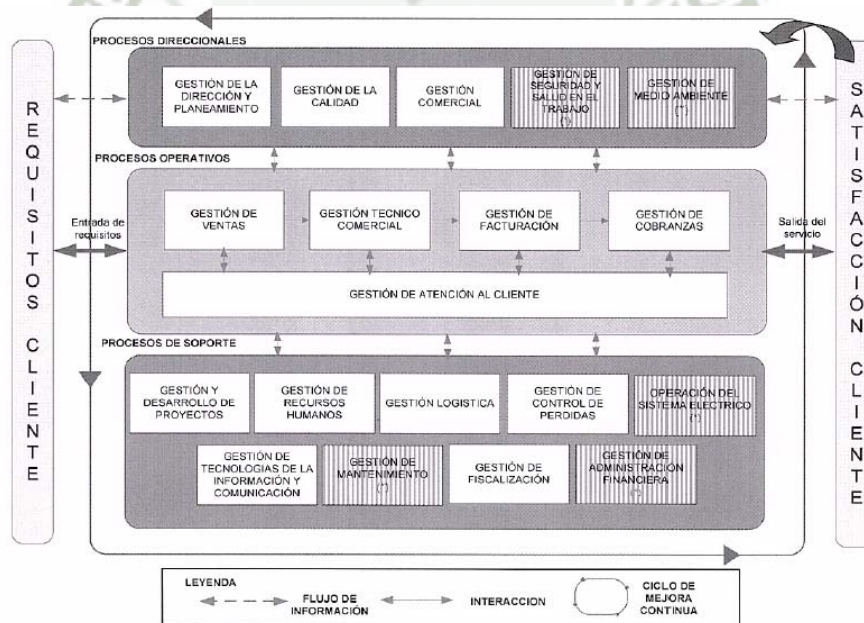 PROCESOS DIRECCIONALES
GESTIÓN DE LA
DIRECCIÓN Y
PLANEAMIENTO
GESTIÓN DE LA
CALIDAD
GESTIÓN
COMERCIAL
GESTIÓN DE
SEGURIDAD Y
SALUD EN EL
TRABAJO
(*)
GESTIÓN DE
MEDIO AMBIENTE
(*)
REQUISITOS CLIENTE
SATISFACCIÓN CLIENTE
PROCESOS OPERATIVOS
Entrada de
requisitos
GESTIÓN DE
VENTAS
GESTIÓN TECNICO
COMERCIAL
GESTIÓN DE
FACTURACIÓN
GESTIÓN DE
COBRANZAS
Salida del
servicio
GESTIÓN DE ATENCIÓN AL CLIENTE
PROCESOS DE SOPORTE
GESTIÓN Y
DESARROLLO DE
PROYECTOS
GESTIÓN DE
RECURSOS
HUMANOS
GESTIÓN LOGISTICA
GESTIÓN DE
CONTROL DE
PERDIDAS
OPERACIÓN DEL
SISTEMA ELECTRICO
(*)
GESTIÓN DE
TECNOLOGIAS DE LA
INFORMACIÓN Y
COMUNICACIÓN
GESTIÓN DE
MANTENIMIENTO
(*)
GESTIÓN DE
FISCALIZACIÓN
GESTIÓN DE
ADMINISTRACIÓN
FINANCIERA
(*)
LEYENDA
FLUJO DE
INFORMACIÓN
INTERACCION
CICLO DE
MEJORA
CONTINUA